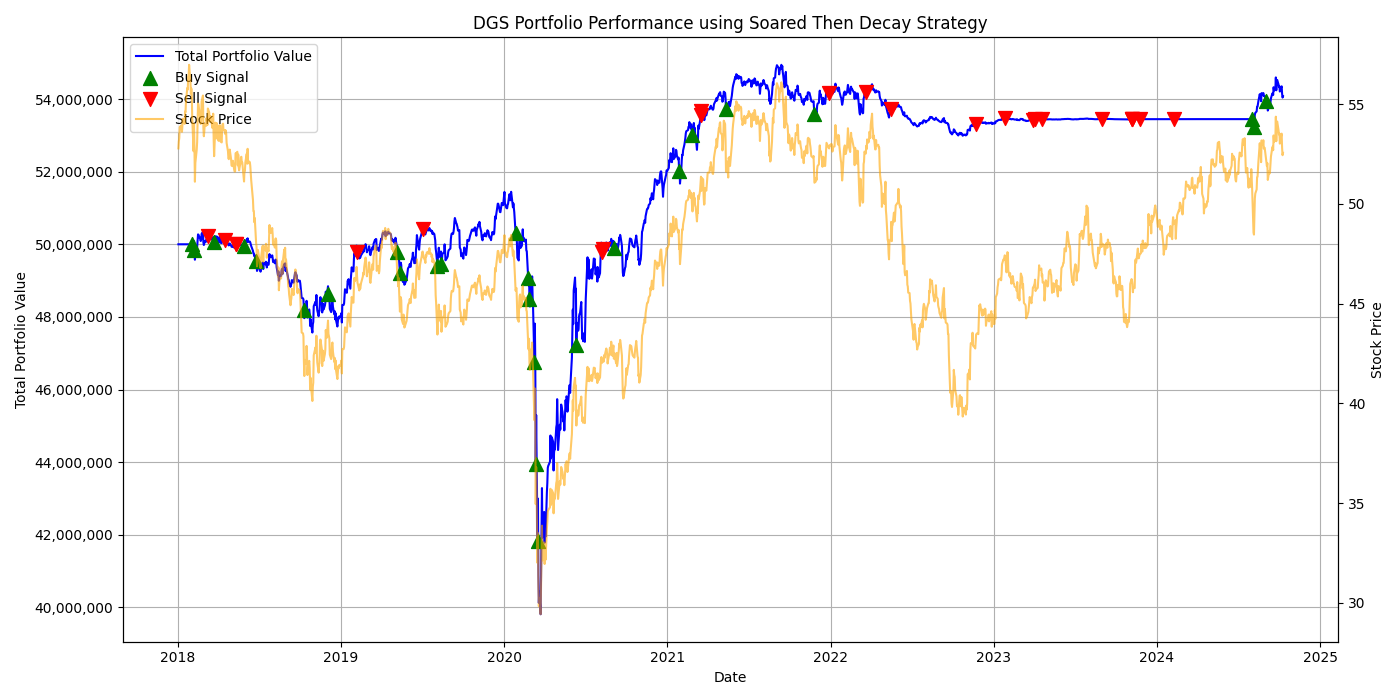 DGS Portfolio Performance using Soared Then Decay Strategy
Total Portfolio Value
Buy Signal
Sell Signal
Stock Price
54,000,000
52,000,000
50,000,000
48,000,000
46,000,000
44,000,000
42,000,000
40,000,000
Total Portfolio Value
55
50
45
40
35
30
Stock Price
2018
2019
2020
2021
2022
2023
2024
2025
Date